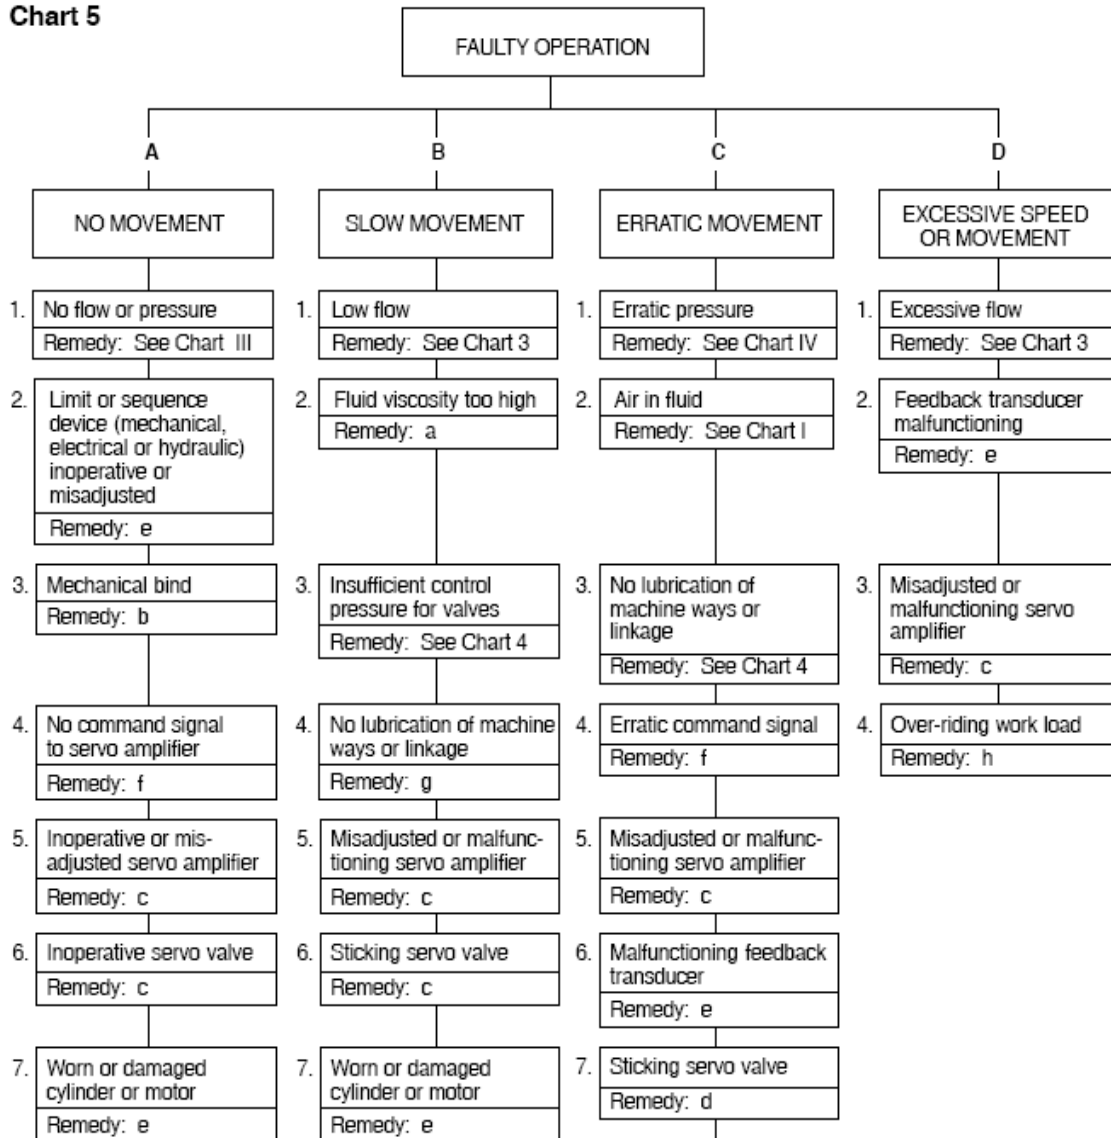 Chart 5
FAULTY OPERATION
A
B
C
D
NO MOVEMENT
SLOW MOVEMENT
ERRATIC MOVEMENT
EXCESSIVE SPEED
OR MOVEMENT
1. No flow or pressure
Remedy: See Chart III
2. Limit or sequence
device (mechanical,
electrical or hydraulic)
inoperative or
misadjusted
Remedy: e
3. Mechanical bind
Remedy: b
4. No command signal
to servo amplifier
Remedy: f
5. Inoperative or mis-
adjusted servo amplifier
Remedy: c
6. Inoperative servo valve
Remedy: c
7. Worn or damaged
cylinder or motor
Remedy: e
1. Low flow
Remedy: See Chart 3
2. Fluid viscosity too high
Remedy: a
3. Insufficient control
pressure for valves
Remedy: See Chart 4
4. No lubrication of machine
ways or linkage
Remedy: g
5. Misadjusted or malfunc-
tioning servo amplifier
Remedy: c
6. Sticking servo valve
Remedy: c
7. Worn or damaged
cylinder or motor
Remedy: e
1. Erratic pressure
Remedy: See Chart IV
2. Air in fluid
Remedy: See Chart I
3. No lubrication of
machine ways or
linkage
Remedy: See Chart 4
4. Erratic command signal
Remedy: f
5. Misadjusted or malfunc-
tioning servo amplifier
Remedy: c
6. Malfunctioning feedback
transducer
Remedy: e
7. Sticking servo valve
Remedy: d
1. Excessive flow
Remedy: See Chart 3
2. Feedback transducer
malfunctioning
Remedy: e
3. Misadjusted or
malfunctioning servo
amplifier
Remedy: c
4. Over-riding work load
Remedy: h